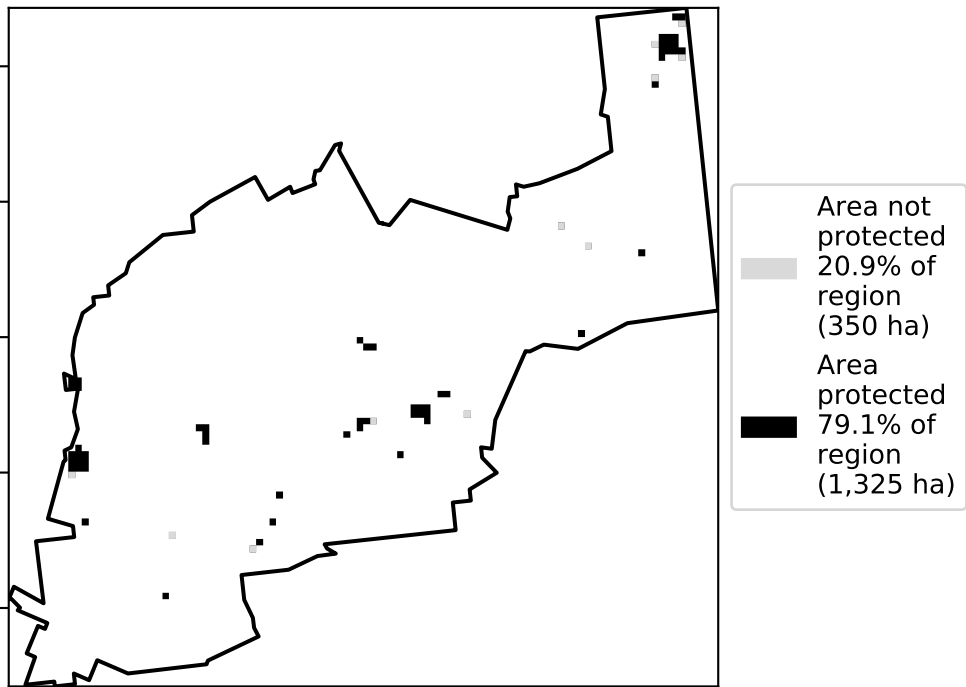 Area not
protected
20.9% of
region
(350 ha)
Area
protected
79.1% of
region
(1,325 ha)